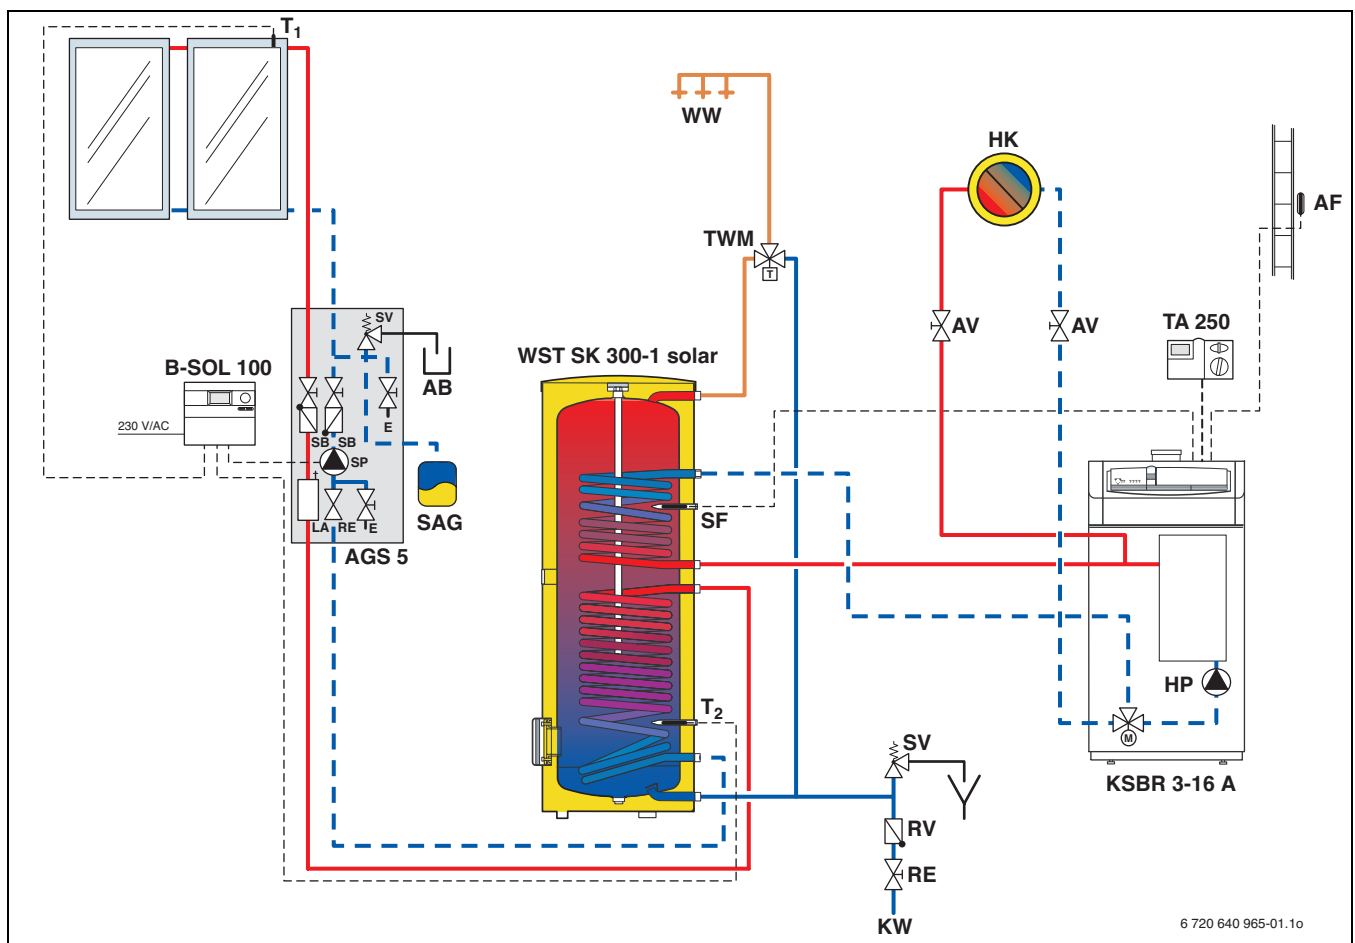 T1
WW
HK
AF
TWM
T
SV
AV
AV
TA 250
WST SK 300-1 solar
B-SOL 100
AB
230 V/AC
E
SB
SB
SP
SAG
SF
LA
RE
E
AGS 5
HP
T2
M
SV
KSBR 3-16 A
RV
RE
KW
6 720 640 965-01.1o